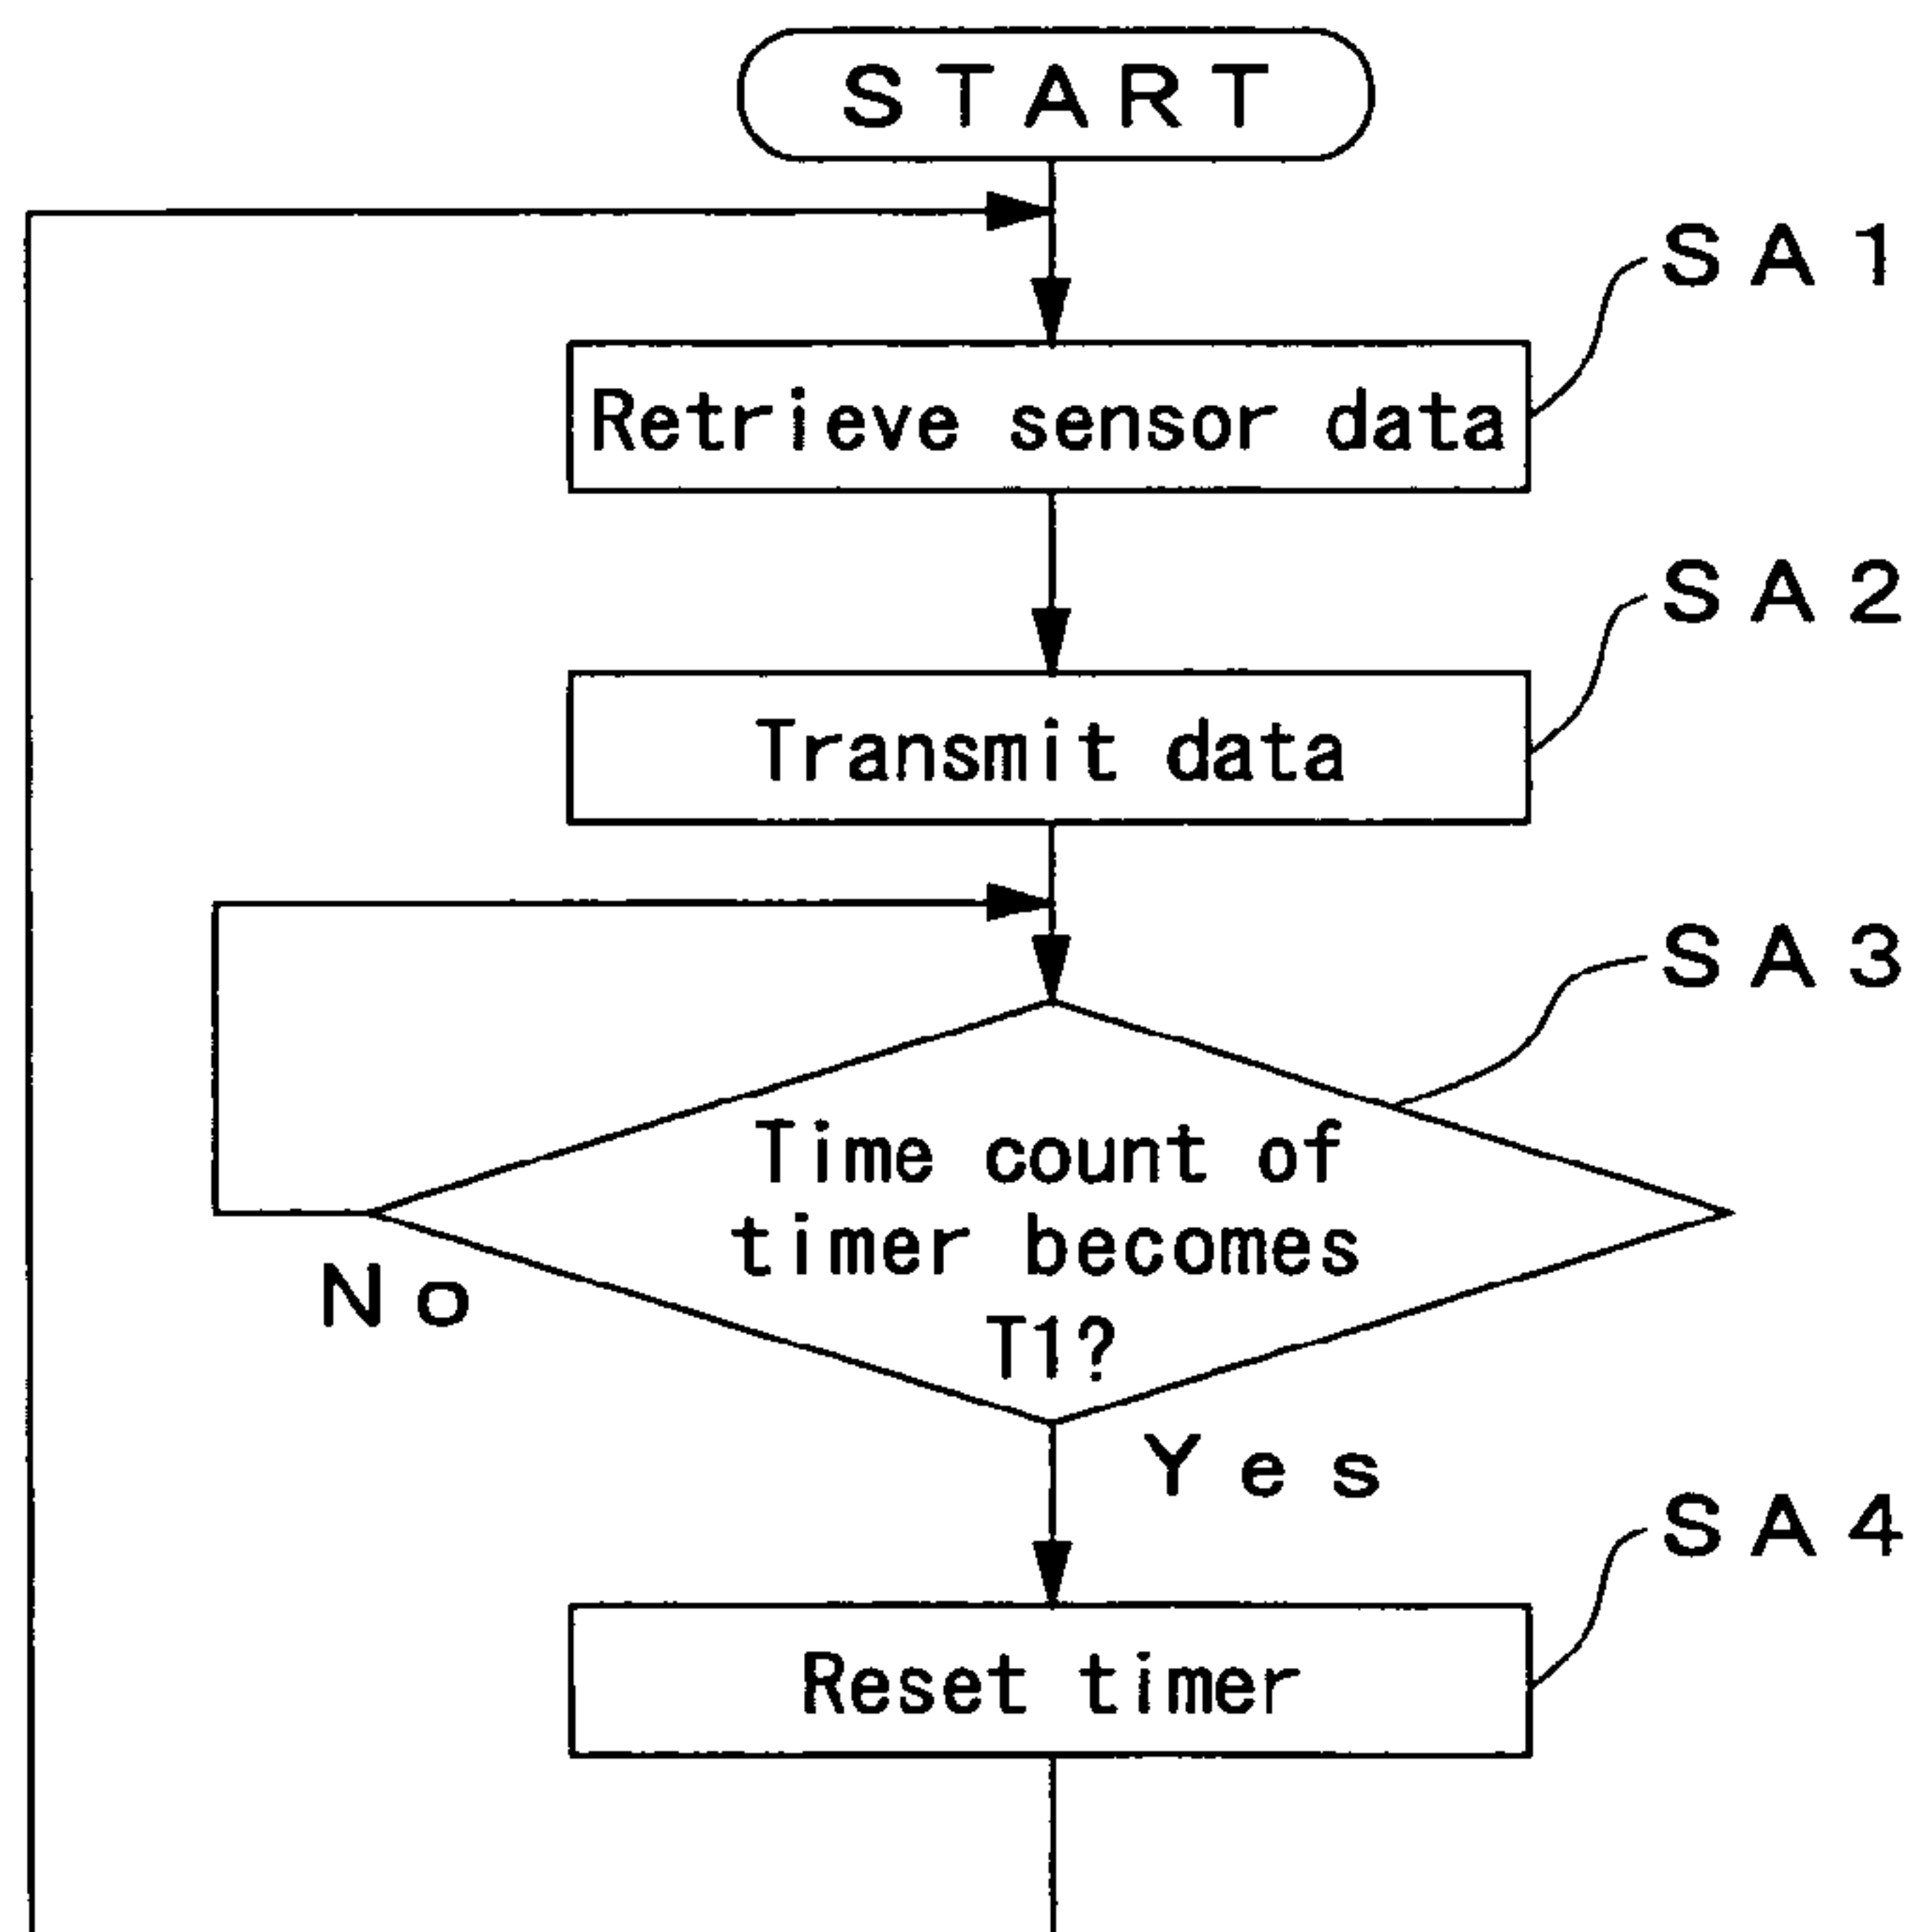 START
SA1
Retrieve sensor data
SA2
Transmit data
SA3
Time count of
timer becomes
T1?
No
Yes
SA4
Reset timer